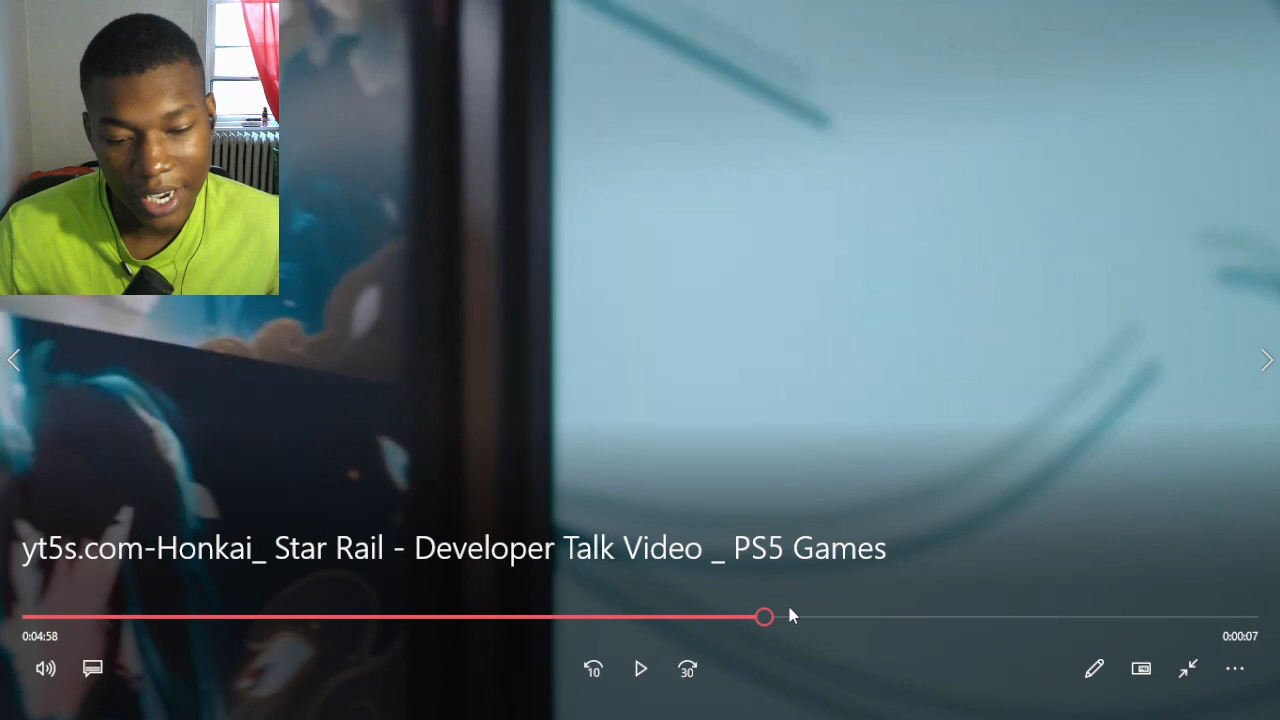 yt5s.com-Honkai_ Star Rail - Developer Talk Video _ PS5 Games
0:04:58
0:00:07
10
30